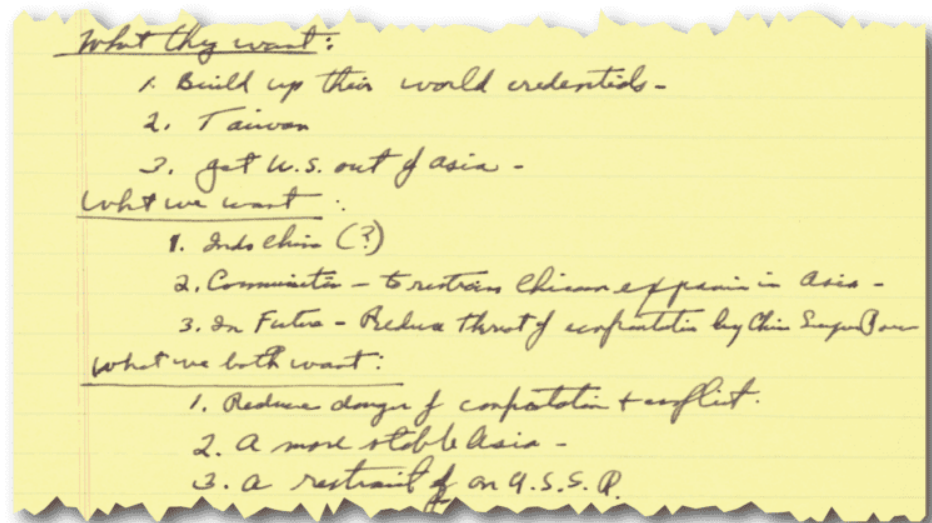 What they want:
1. Build up their world credentials -
2. Taiwan
3. Get U.S. out of Asia -
What we want:
1. Indo China (?)
2. Communists - to restrain Chicom expansion in Asia -
3. In Future - Reduce threat of confrontation by China Super Power
What we both want:
1. Reduce danger of confrontation + conflict.
2. A more stable Asia -
3. A restraint of on U.S.S.R.